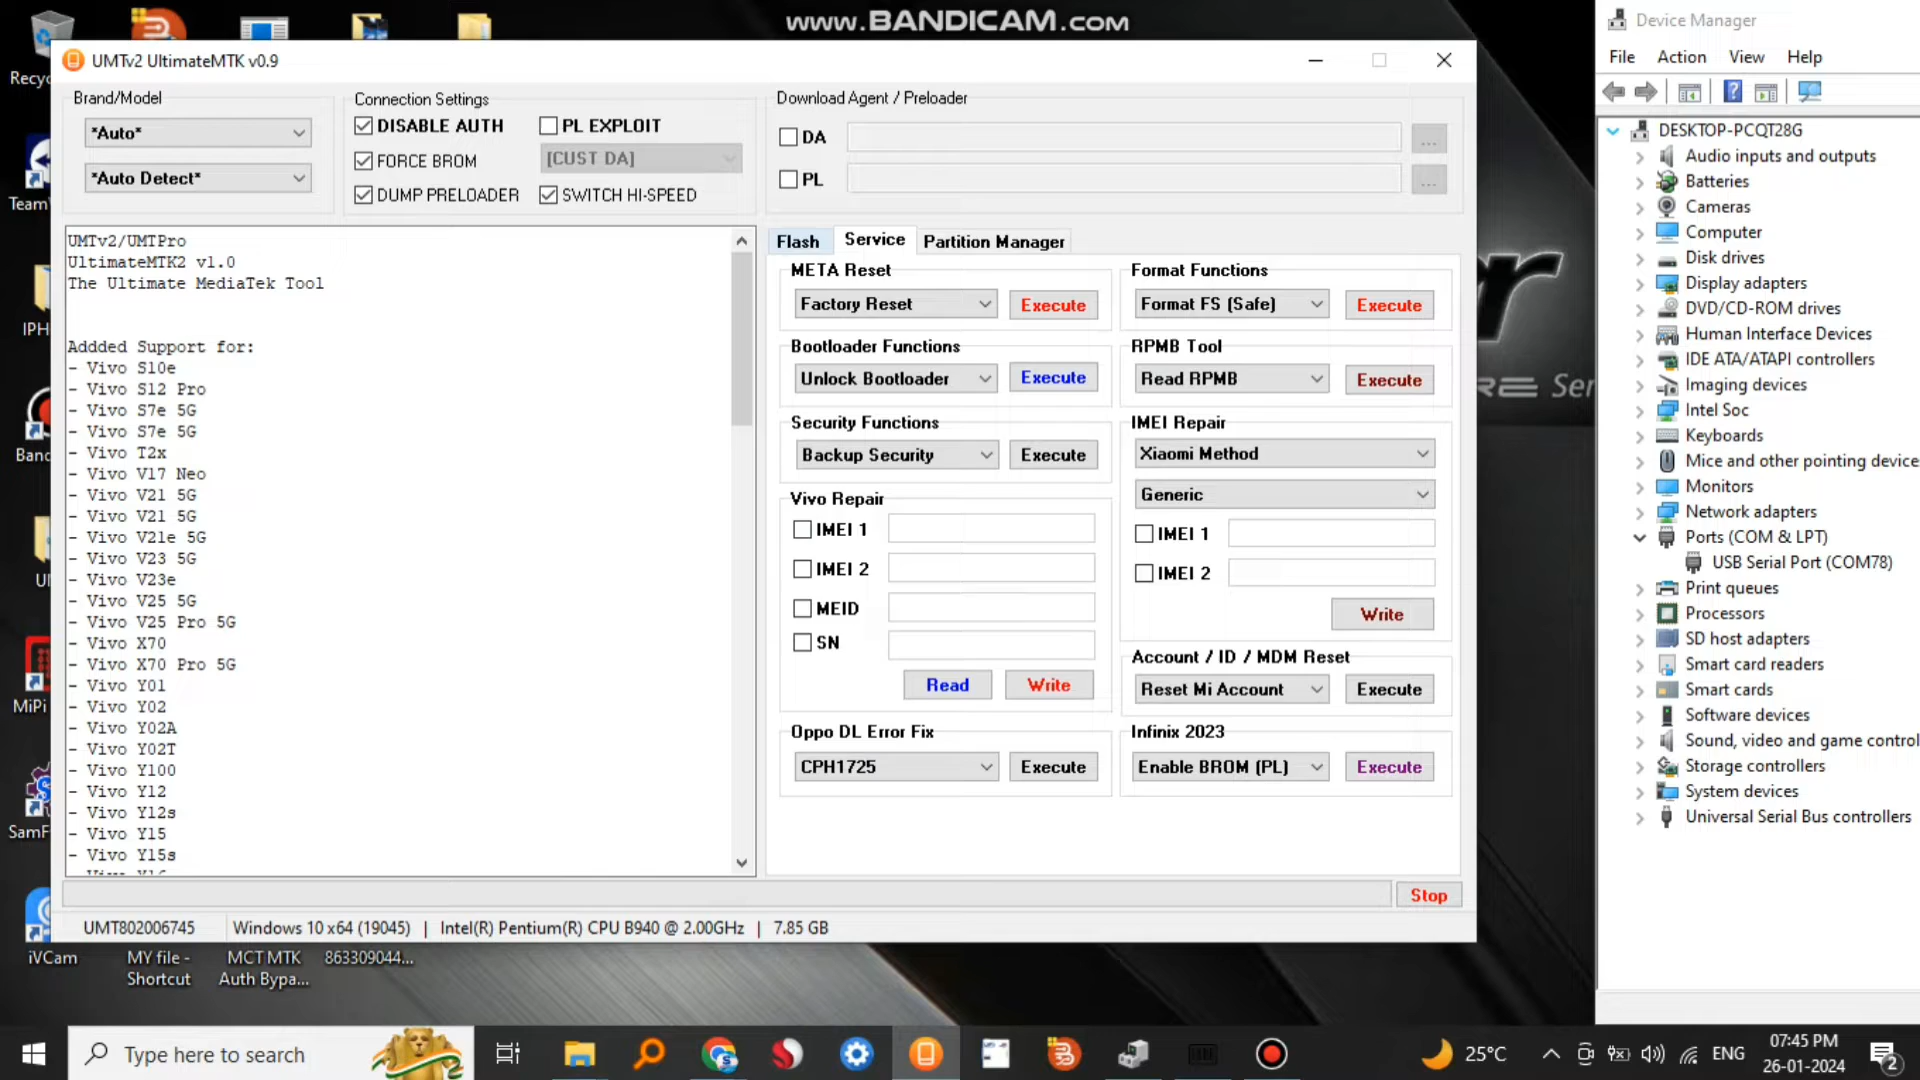 www.BANDICAM.com
UMTv2 UltimateMTK v0.9
Brand/Model
*Auto*
*Auto Detect*
Connection Settings
DISABLE AUTH
PL EXPLOIT
FORCE BROM
[CUST DA]
DUMP PRELOADER
SWITCH HI-SPEED
Download Agent / Preloader
DA
...
PL
...
UMTv2/UMTPro
UltimateMTK2 v1.0
The Ultimate MediaTek Tool
Addded Support for:
- Vivo S10e
- Vivo S12 Pro
- Vivo S7e 5G
- Vivo S7e 5G
- Vivo T2x
- Vivo V17 Neo
- Vivo V21 5G
- Vivo V21 5G
- Vivo V21e 5G
- Vivo V23 5G
- Vivo V23e
- Vivo V25 5G
- Vivo V25 Pro 5G
- Vivo X70
- Vivo X70 Pro 5G
- Vivo Y01
- Vivo Y02
- Vivo Y02A
- Vivo Y02T
- Vivo Y100
- Vivo Y12
- Vivo Y12s
- Vivo Y15
- Vivo Y15s
Flash
Service
Partition Manager
META Reset
Factory Reset
Execute
Format Functions
Format FS (Safe)
Execute
Bootloader Functions
Unlock Bootloader
Execute
RPMB Tool
Read RPMB
Execute
Security Functions
Backup Security
Execute
IMEI Repair
Xiaomi Method
Generic
IMEI 1
IMEI 2
Write
Vivo Repair
IMEI 1
IMEI 2
MEID
SN
Read
Write
Account / ID / MDM Reset
Reset Mi Account
Execute
Oppo DL Error Fix
CPH1725
Execute
Infinix 2023
Enable BROM (PL)
Execute
Stop
UMT802006745
Windows 10 x64 (19045) | Intel(R) Pentium(R) CPU B940 @ 2.00GHz | 7.85 GB
Recyc
Team
IPH
Banc
MiPi
SamF
iVCam
MY file -
Shortcut
MCT MTK
Auth Bypa...
863309044...
Ser
Device Manager
File
Action
View
Help
DESKTOP-PCQT28G
Audio inputs and outputs
Batteries
Cameras
Computer
Disk drives
Display adapters
DVD/CD-ROM drives
Human Interface Devices
IDE ATA/ATAPI controllers
Imaging devices
Intel Soc
Keyboards
Mice and other pointing device
Monitors
Network adapters
Ports (COM & LPT)
USB Serial Port (COM78)
Print queues
Processors
SD host adapters
Smart card readers
Smart cards
Software devices
Sound, video and game control
Storage controllers
System devices
Universal Serial Bus controllers
Type here to search
25°C
ENG
07:45 PM
26-01-2024
2